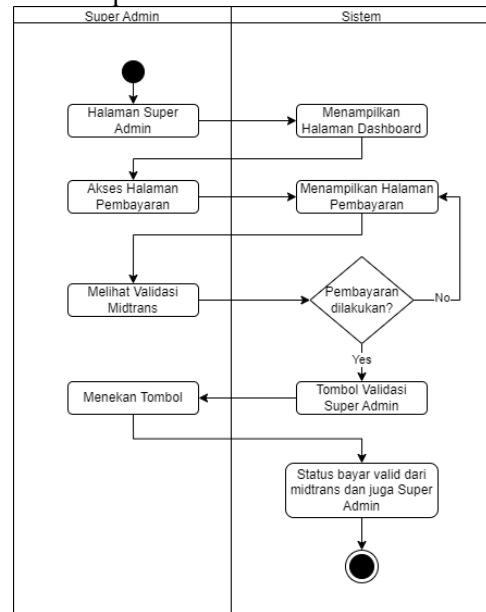 Super Admin
Sistem
Halaman Super
Admin
Menampilkan
Halaman Dashboard
Akses Halaman
Pembayaran
Menampilkan Halaman
Pembayaran
Melihat Validasi
Midtrans
Pembayaran
dilakukan?
No
Yes
Menekan Tombol
Tombol Validasi
Super Admin
Status bayar valid dari
midtrans dan juga Super
Admin